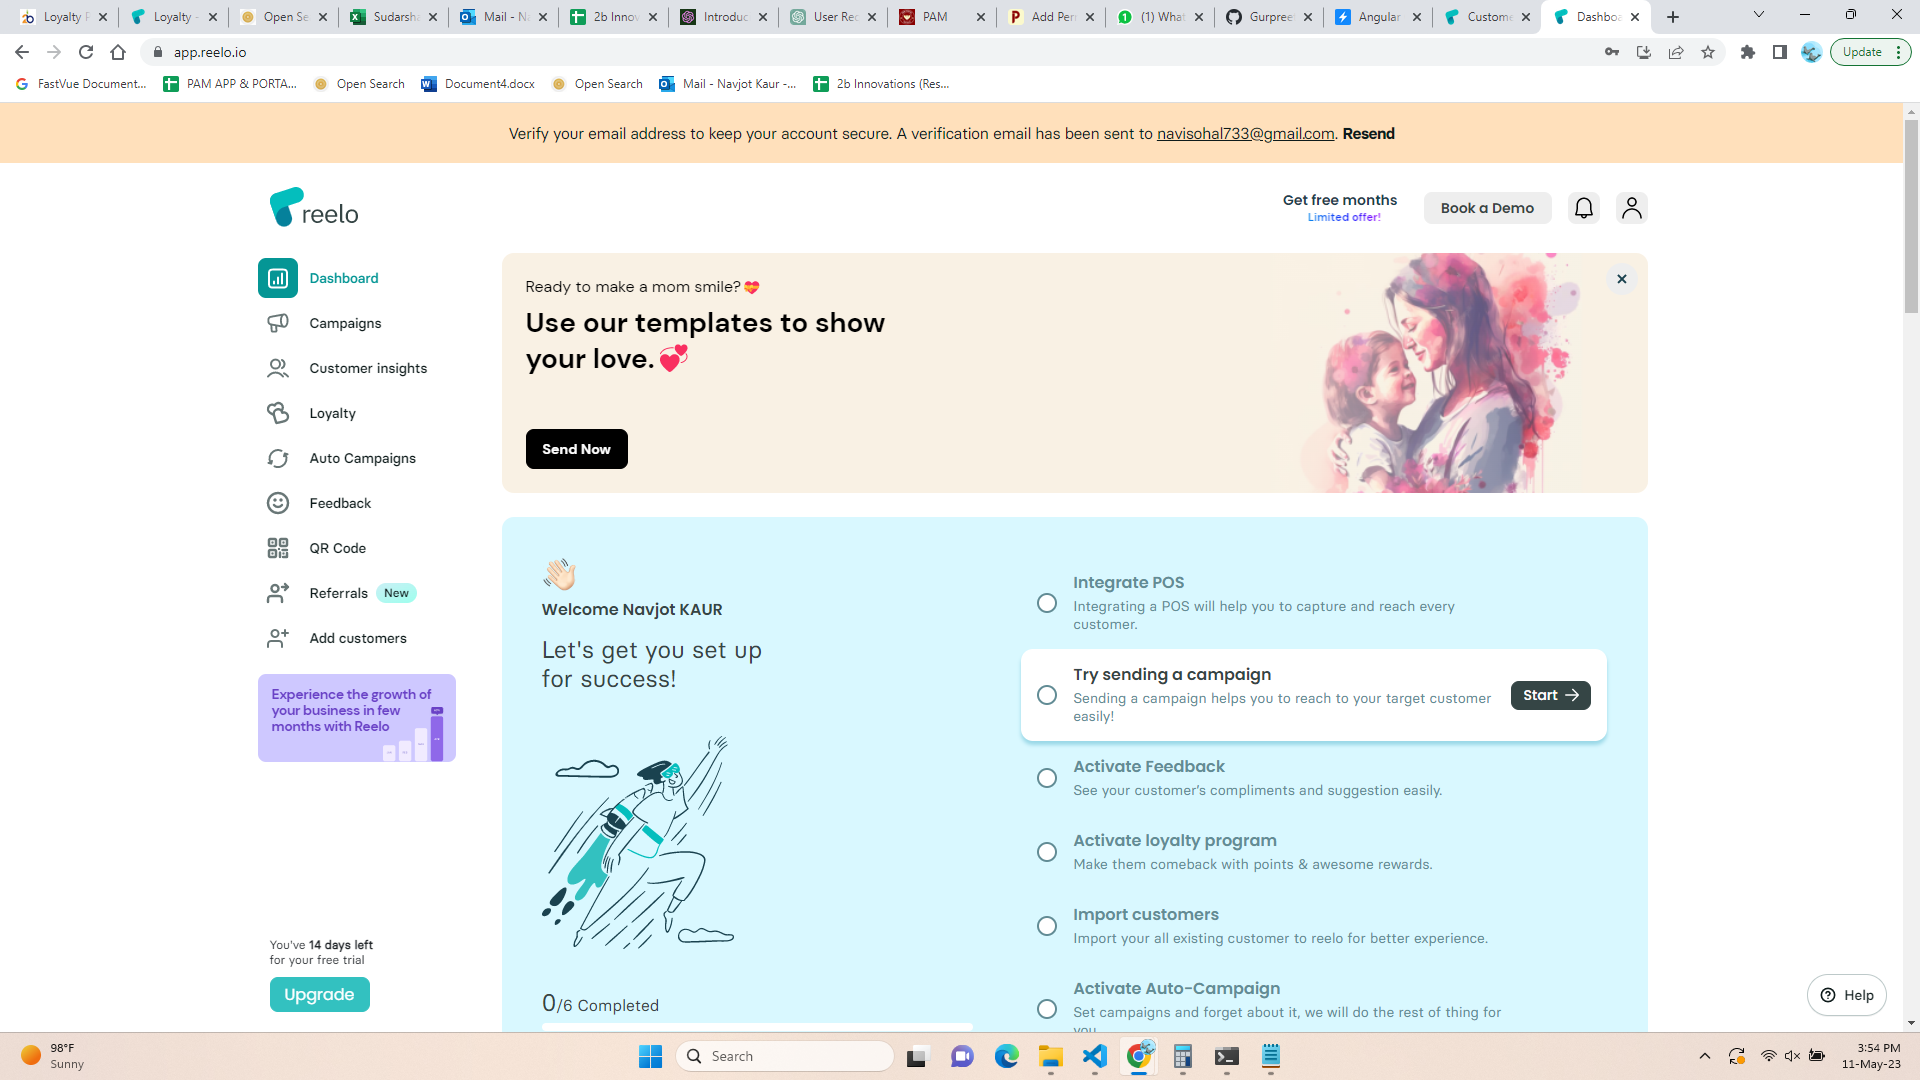 Loyalty P
Loyalty -
Open Se
Sudarsha
Mail - Na
2b Innov
Introduc
User Rec
PAM
Add Perr
(1) What
Gurpreet
Angular
Custome
Dashboa
app.reelo.io
Update
FastVue Document...
PAM APP & PORTA...
Open Search
Document4.docx
Open Search
Mail - Navjot Kaur -...
2b Innovations (Res...
Verify your email address to keep your account secure. A verification email has been sent to navisohal733@gmail.com. Resend
reelo
Get free months
Limited offer!
Book a Demo
Dashboard
Campaigns
Customer insights
Loyalty
Auto Campaigns
Feedback
QR Code
Referrals New
Add customers
Experience the growth of
your business in few
months with Reelo
You've 14 days left
for your free trial
Upgrade
Ready to make a mom smile?💝
Use our templates to show
your love.💞
Send Now
👋🏻
Welcome Navjot KAUR
Let's get you set up
for success!
0/6 Completed
Integrate POS
Integrating a POS will help you to capture and reach every
customer.
Try sending a campaign
Sending a campaign helps you to reach to your target customer
easily!
Start →
Activate Feedback
See your customer’s compliments and suggestion easily.
Activate loyalty program
Make them comeback with points & awesome rewards.
Import customers
Import your all existing customer to reelo for better experience.
Activate Auto-Campaign
Set campaigns and forget about it, we will do the rest of thing for
you
Help
98°F
Sunny
Search
3:54 PM
11-May-23